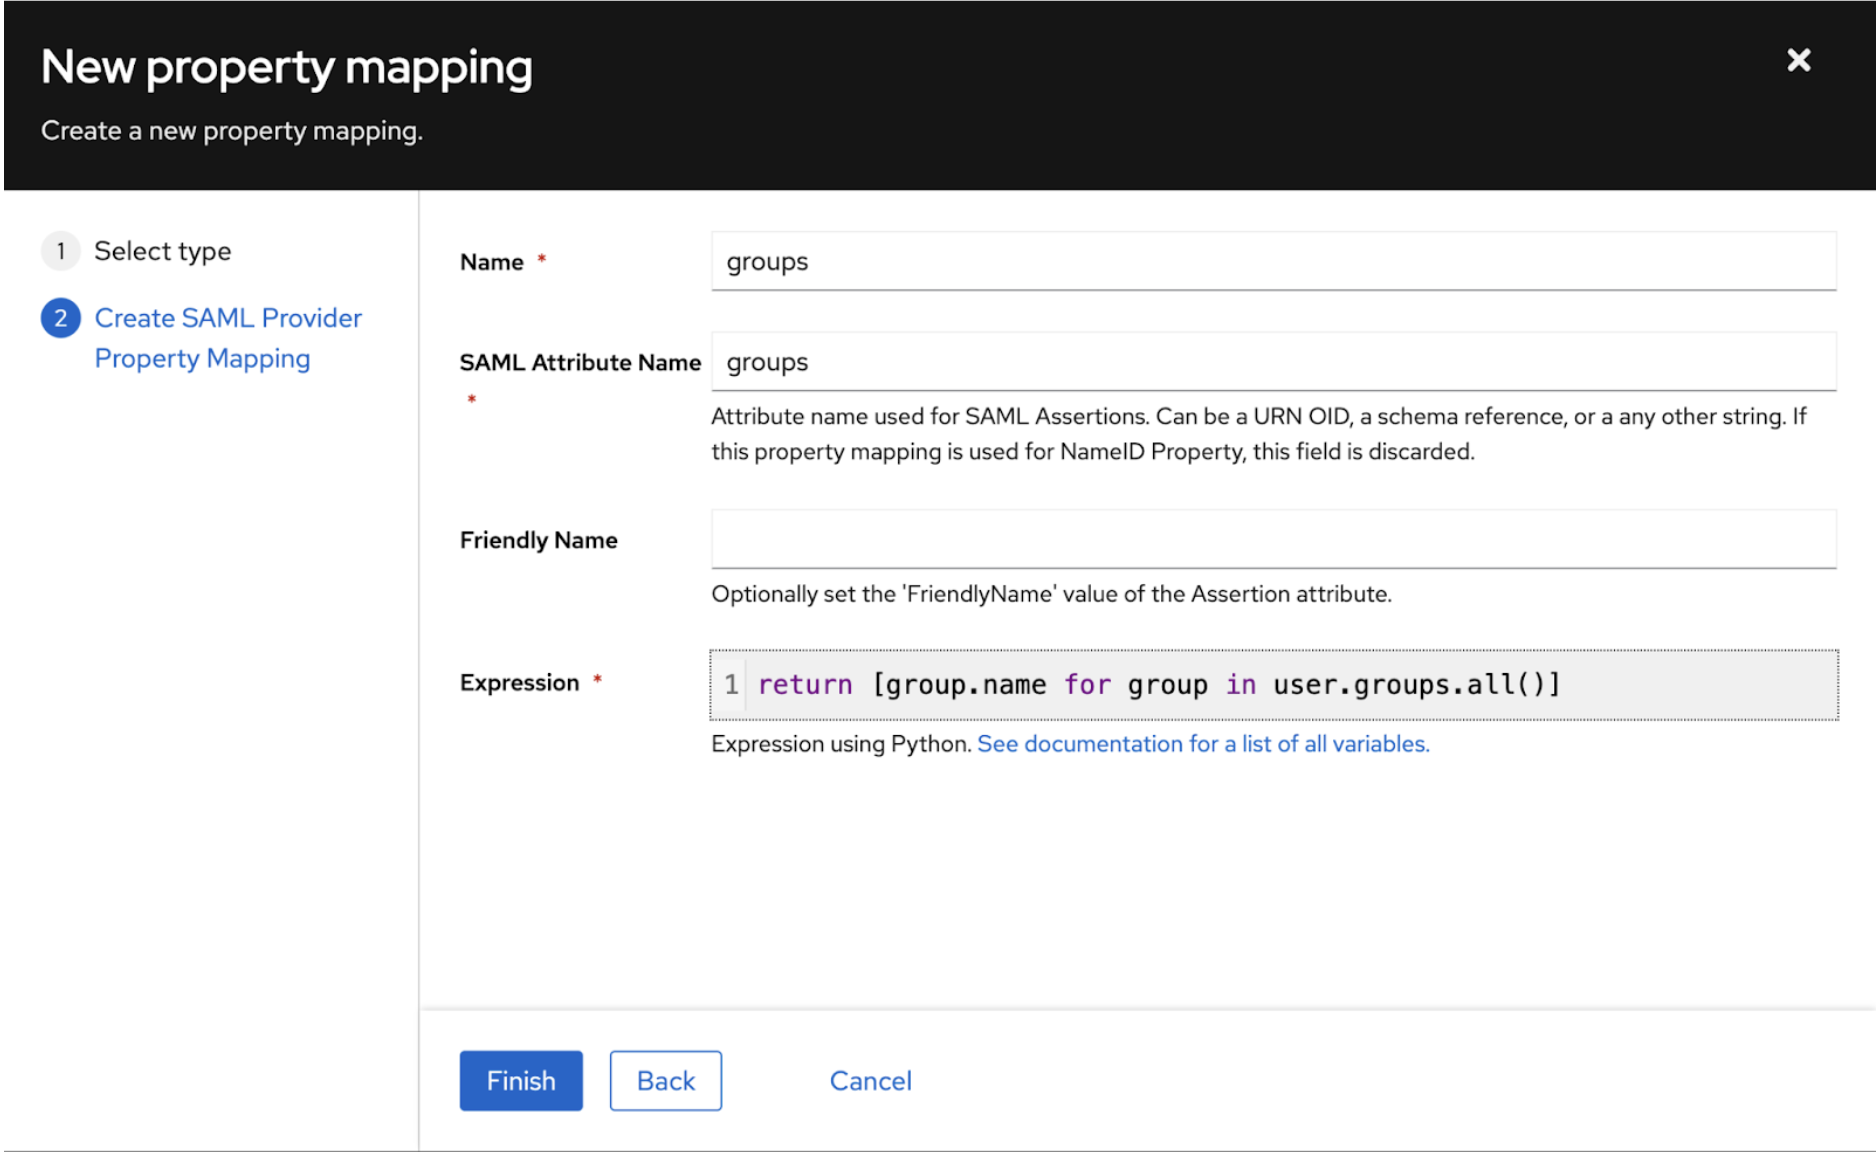 New property mapping
Create a new property mapping.
1 Select type
2 Create SAML Provider
Property Mapping
Name *
groups
SAML Attribute Name
*
groups
Attribute name used for SAML Assertions. Can be a URN OID, a schema reference, or a any other string. If
this property mapping is used for NameID Property, this field is discarded.
Friendly Name
Optionally set the 'FriendlyName' value of the Assertion attribute.
Expression *
1 return [group.name for group in user.groups.all()]
Expression using Python. See documentation for a list of all variables.
Finish
Back
Cancel